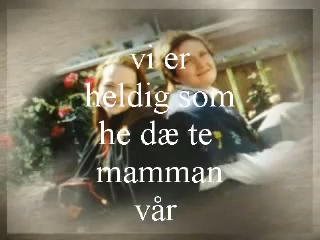 vi er
heldig som
he dæ te
mamman
vår